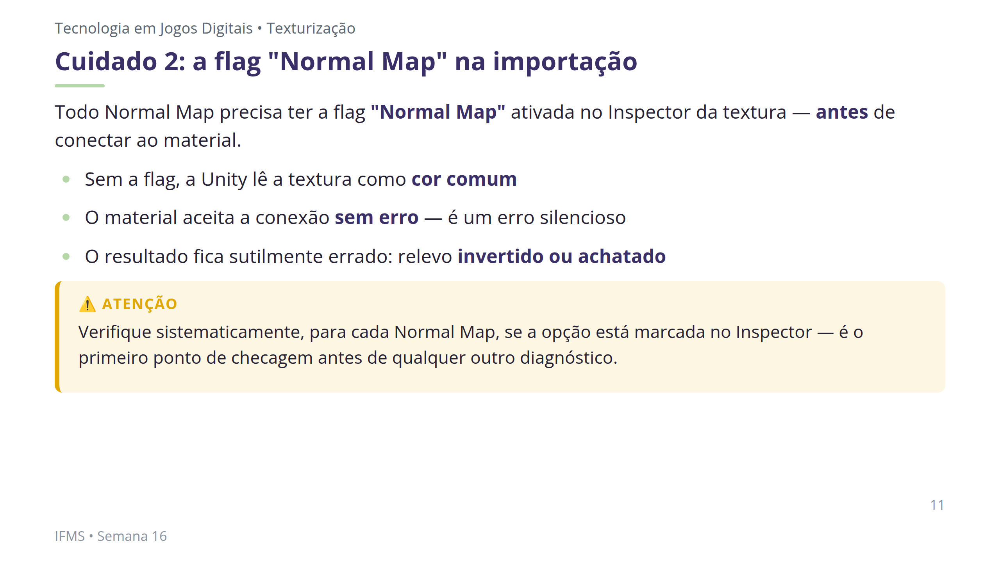 Tecnologia em Jogos Digitais • Texturização
Cuidado 2: a flag "Normal Map" na importação
Todo Normal Map precisa ter a flag "Normal Map" ativada no Inspector da textura — antes de
conectar ao material.
• Sem a flag, a Unity lê a textura como cor comum
• O material aceita a conexão sem erro — é um erro silencioso
• O resultado fica sutilmente errado: relevo invertido ou achatado
⚠️ ATENÇÃO
Verifique sistematicamente, para cada Normal Map, se a opção está marcada no Inspector — é o
primeiro ponto de checagem antes de qualquer outro diagnóstico.
11
IFMS • Semana 16